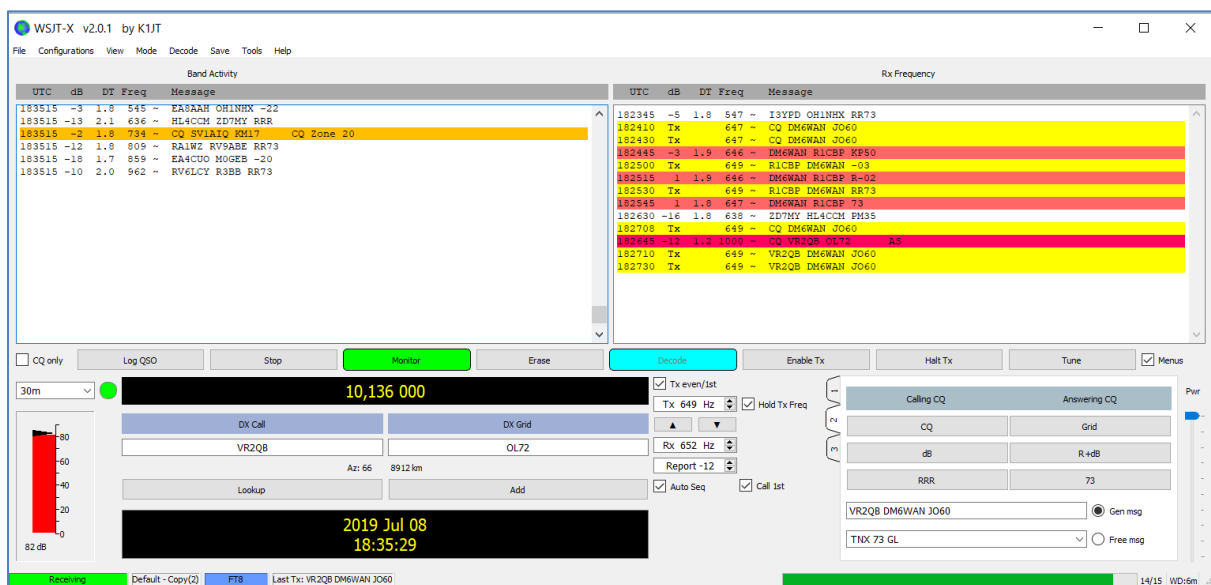 WSJT-X v2.0.1 by K1JT
File Configurations View Mode Decode Save Tools Help
Band Activity
UTC dB DT Freq Message
183515 -3 1.8 545 ~ EA8AAH OH1NHX -22
183515 -13 2.1 636 ~ HL4CCM ZD7MY RRR
183515 -2 1.8 734 ~ CQ SV1AIQ KM17 CQ Zone 20
183515 -12 1.8 809 ~ RA1WZ RV9ABE RR73
183515 -18 1.7 859 ~ EA4CUO M0GEB -20
183515 -10 2.0 962 ~ RV6LCY R3BB RR73
Rx Frequency
UTC dB DT Freq Message
182345 -5 1.8 547 ~ I3YPD OH1NHX RR73
182410 Tx 647 ~ CQ DM6WAN JO60
182430 Tx 647 ~ CQ DM6WAN JO60
182445 -3 1.9 646 ~ DM6WAN R1CBP KP50
182500 Tx 649 ~ R1CBP DM6WAN -03
182515 1 1.9 646 ~ DM6WAN R1CBP R-02
182530 Tx 649 ~ R1CBP DM6WAN RR73
182545 1 1.8 647 ~ DM6WAN R1CBP 73
182630 -16 1.8 638 ~ ZD7MY HL4CCM PM35
182708 Tx 649 ~ CQ DM6WAN JO60
182645 -12 1.2 1000 ~ CQ VR2QB OL72 AS
182710 Tx 649 ~ VR2QB DM6WAN JO60
182730 Tx 649 ~ VR2QB DM6WAN JO60
CQ only Log QSO Stop Monitor Erase Decode Enable Tx Halt Tx Tune Menus
30m
10,136 000
DX Call DX Grid
VR2QB OL72
Az: 66 8912 km
Lookup Add
2019 Jul 08
18:35:29
-80
-60
-40
-20
-0
82 dB
Tx even/1st
Tx 649 Hz Hold Tx Freq
▲ ▼
Rx 652 Hz
Report -12
Auto Seq Call 1st
1
2
3
Calling CQ Answering CQ
CQ Grid
dB R+dB
RRR 73
VR2QB DM6WAN JO60 Gen msg
TNX 73 GL Free msg
Pwr
Receiving Default - Copy(2) FT8 Last Tx: VR2QB DM6WAN JO60 14/15 WD:6m